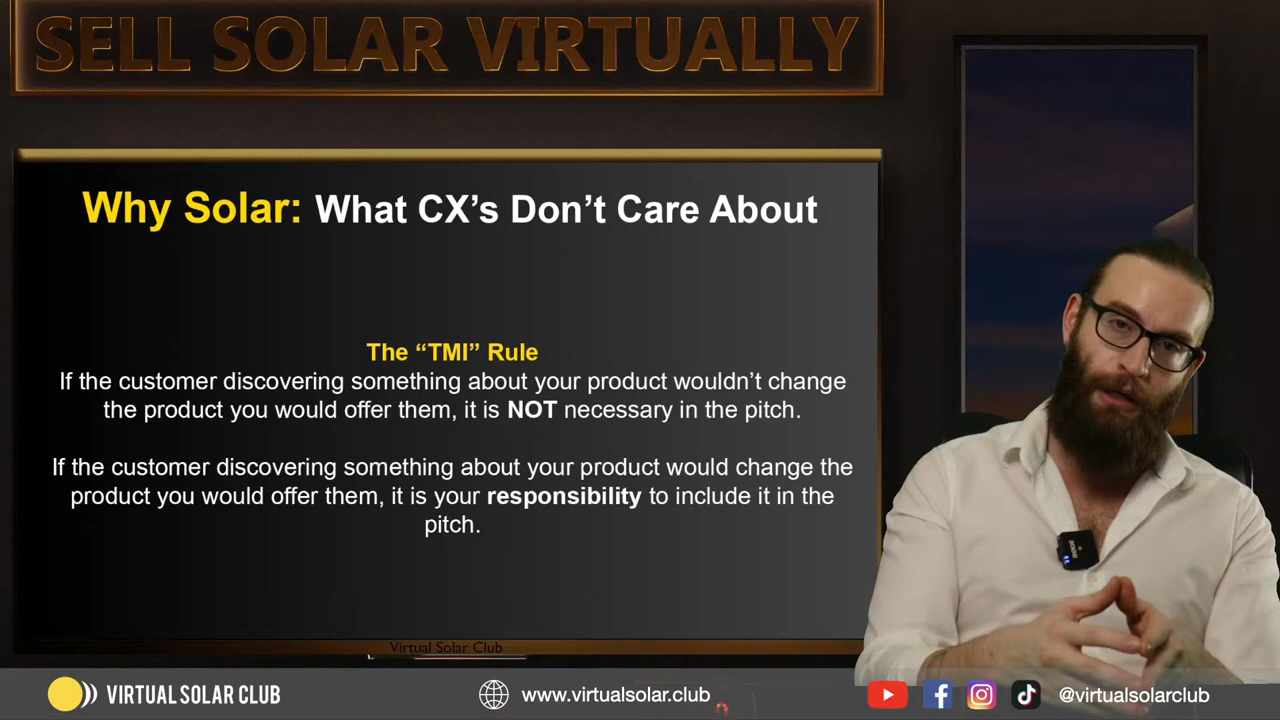 SELL SOLAR VIRTUALLY
Why Solar: What CX's Don't Care About
The “TMI” Rule
If the customer discovering something about your product wouldn’t change
the product you would offer them, it is NOT necessary in the pitch.
If the customer discovering something about your product would change the
product you would offer them, it is your responsibility to include it in the
pitch.
Virtual Solar Club
VIRTUAL SOLAR CLUB
www.virtualsolar.club
@virtualsolarclub